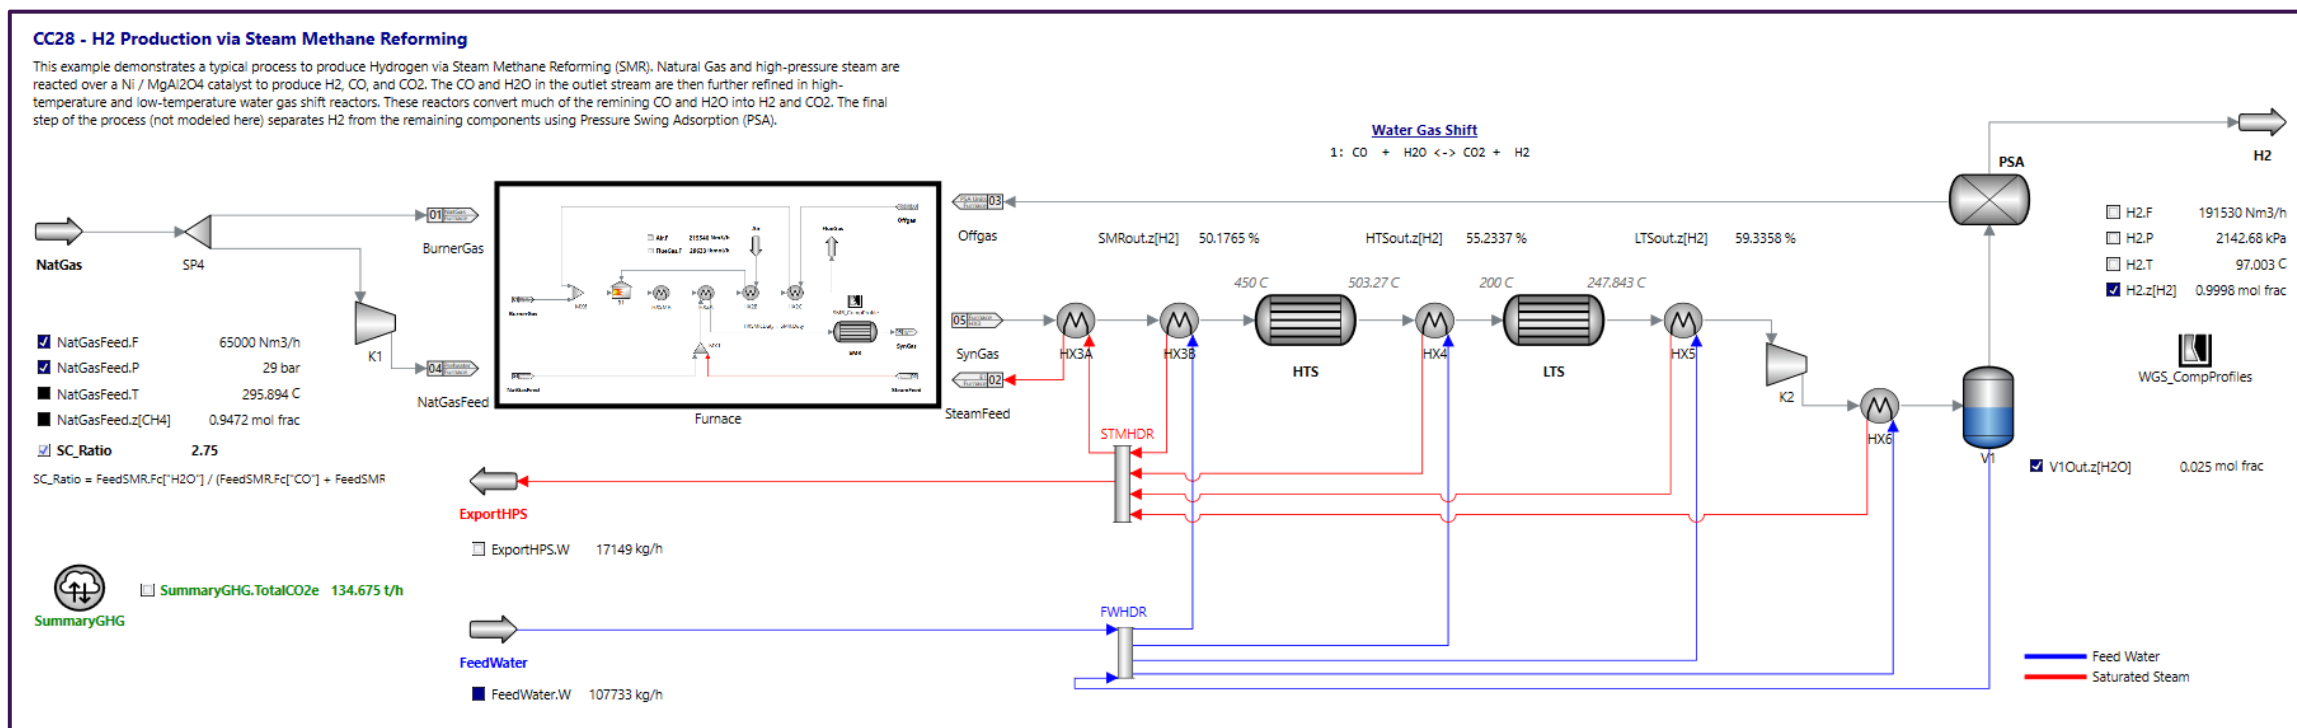 CC28 - H2 Production via Steam Methane Reforming
This example demonstrates a typical process to produce Hydrogen via Steam Methane Reforming (SMR). Natural Gas and high-pressure steam are
reacted over a Ni / MgAl2O4 catalyst to produce H2, CO, and CO2. The CO and H2O in the outlet stream are then further refined in high-
temperature and low-temperature water gas shift reactors. These reactors convert much of the remining CO and H2O into H2 and CO2. The final
step of the process (not modeled here) separates H2 from the remaining components using Pressure Swing Adsorption (PSA).
Water Gas Shift
1: CO + H2O <-> CO2 + H2
NatGas
SP4
01
BurnerGas
K1
04
NatGasFeed
NatGasFeed.F 65000 Nm3/h
NatGasFeed.P 29 bar
NatGasFeed.T 295.894 C
NatGasFeed.z[CH4] 0.9472 mol frac
SC_Ratio 2.75
SC_Ratio = FeedSMR.Fc["H2O"] / (FeedSMR.Fc["CO"] + FeedSMR
Air
Air.F
FlueGas
Offgas
BurnerGas
SMR
SynGas
NatGasFeed
SteamFeed
Furnace
03
Offgas
05
SynGas
02
SteamFeed
SMRout.z[H2] 50.1765 %
HTSout.z[H2] 55.2337 %
LTSout.z[H2] 59.3358 %
450 C
503.27 C
200 C
247.843 C
HX3A
HX3B
HTS
HX4
LTS
HX5
K2
HX6
V1
PSA
H2
H2.F 191530 Nm3/h
H2.P 2142.68 kPa
H2.T 97.003 C
H2.z[H2] 0.9998 mol frac
WGS_CompProfiles
V1Out.z[H2O] 0.025 mol frac
STMHDR
ExportHPS
ExportHPS.W 17149 kg/h
SummaryGHG
SummaryGHG.TotalCO2e 134.675 t/h
FWHDR
FeedWater
FeedWater.W 107733 kg/h
Feed Water
Saturated Steam